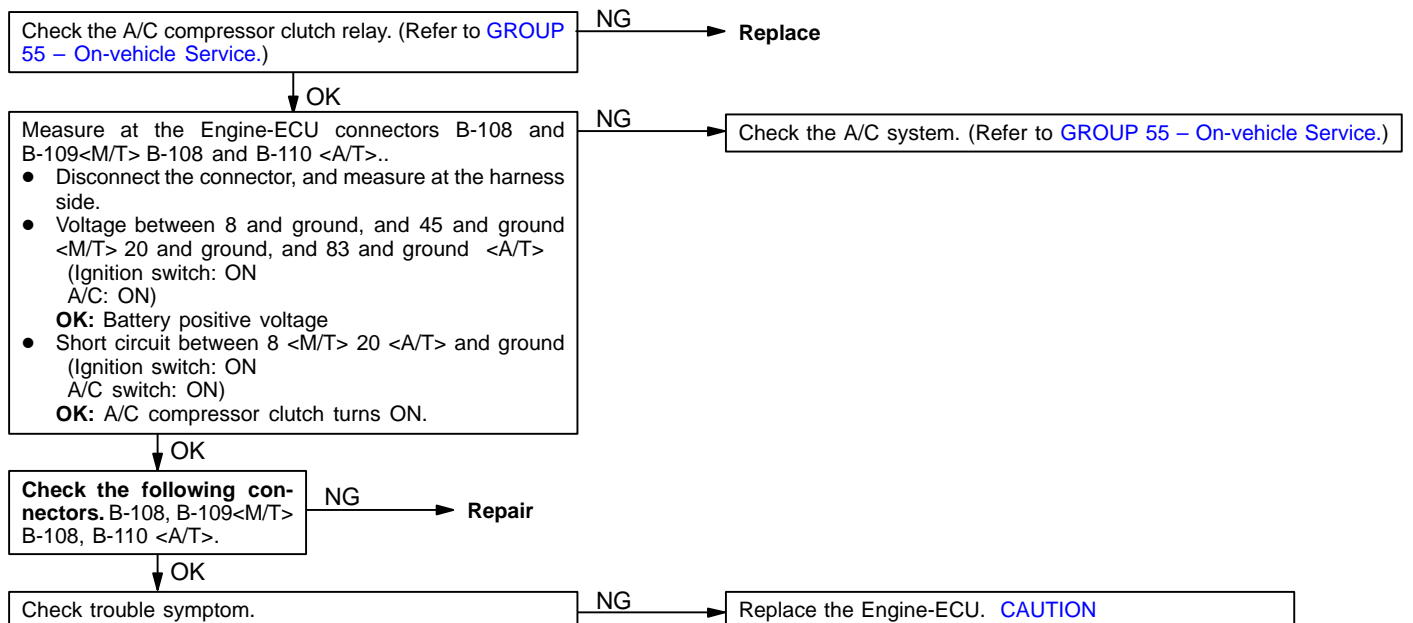 Check the A/C compressor clutch relay. (Refer to GROUP
55 – On-vehicle Service.)
NG
Replace
OK
Measure at the Engine-ECU connectors B-108 and
B-109<M/T> B-108 and B-110 <A/T>..
● Disconnect the connector, and measure at the harness
side.
● Voltage between 8 and ground, and 45 and ground
<M/T> 20 and ground, and 83 and ground <A/T>
(Ignition switch: ON
A/C: ON)
OK: Battery positive voltage
● Short circuit between 8 <M/T> 20 <A/T> and ground
(Ignition switch: ON
A/C switch: ON)
OK: A/C compressor clutch turns ON.
NG
Check the A/C system. (Refer to GROUP 55 – On-vehicle Service.)
OK
Check the following con-
nectors. B-108, B-109<M/T>
B-108, B-110 <A/T>.
NG
Repair
OK
Check trouble symptom.
NG
Replace the Engine-ECU. CAUTION